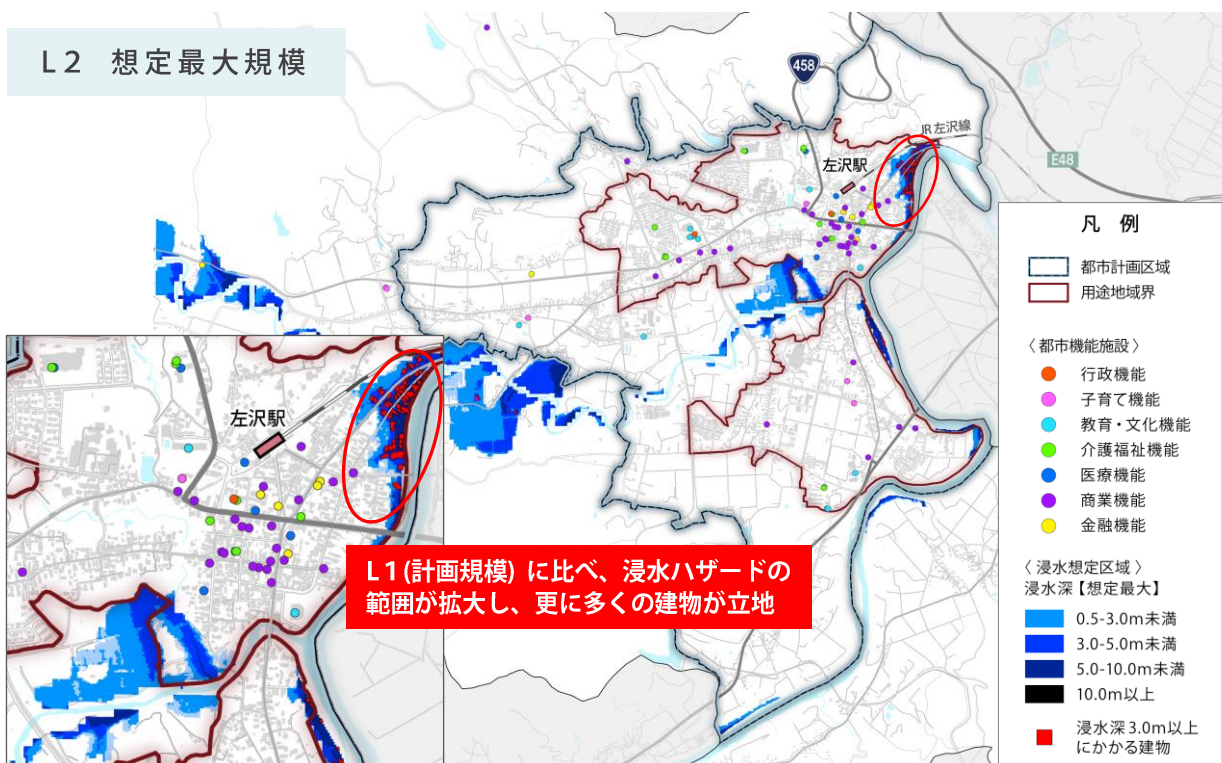 L2 想定最大規模
458
JR左沢線
E48
左沢駅
左沢駅
L1(計画規模) に比べ、浸水ハザードの
範囲が拡大し、更に多くの建物が立地
凡 例
都市計画区域
用途地域界
〈都市機能施設〉
行政機能
子育て機能
教育・文化機能
介護福祉機能
医療機能
商業機能
金融機能
〈浸水想定区域〉
浸水深【想定最大】
0.5-3.0m未満
3.0-5.0m未満
5.0-10.0m未満
10.0m以上
浸水深3.0m以上
にかかる建物